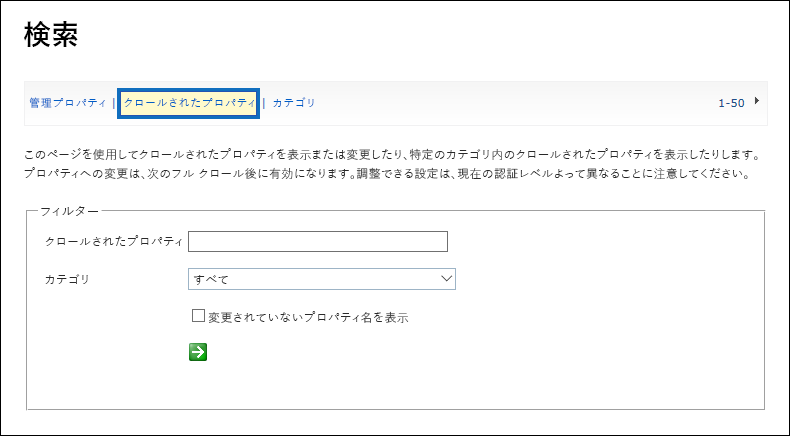 検索
管理プロパティ | クロールされたプロパティ | カテゴリ 1-50
このページを使用してクロールされたプロパティを表示または変更したり、特定のカテゴリ内のクロールされたプロパティを表示したりします。
プロパティへの変更は、次のフル クロール後に有効になります。調整できる設定は、現在の認証レベルよって異なることに注意してください。
フィルター
クロールされたプロパティ
カテゴリ すべて
変更されていないプロパティ名を表示